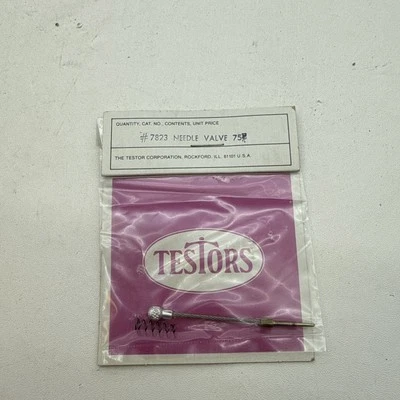 QUANTITY, CAT. NO., CONTENTS, UNIT PRICE
# 7823 NEEDLE VALVE 75¢
THE TESTOR CORPORATION, ROCKFORD, ILL. 61101 U.S.A.
TESTORS